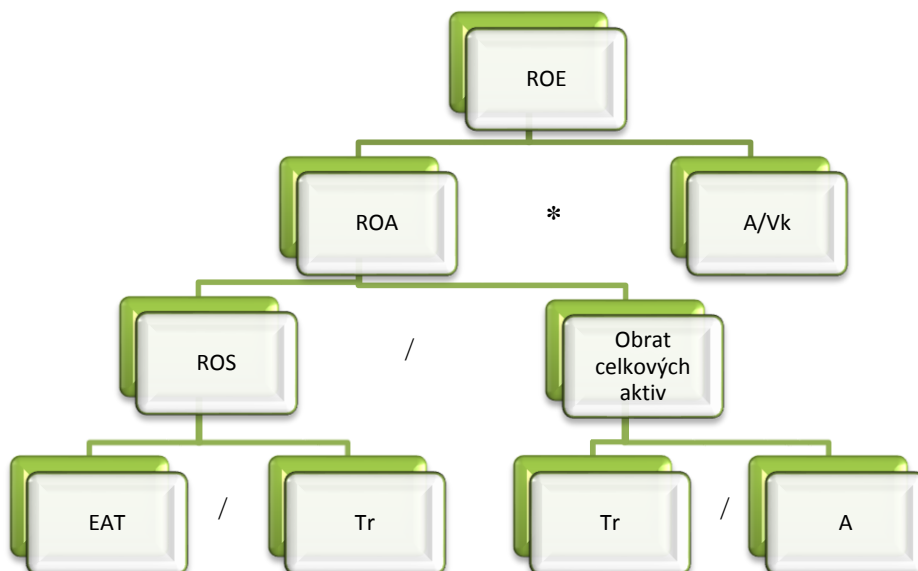 ROE
ROA
*
A/Vk
ROS
/
Obrat
celkových
aktiv
EAT
/
Tr
Tr
/
A